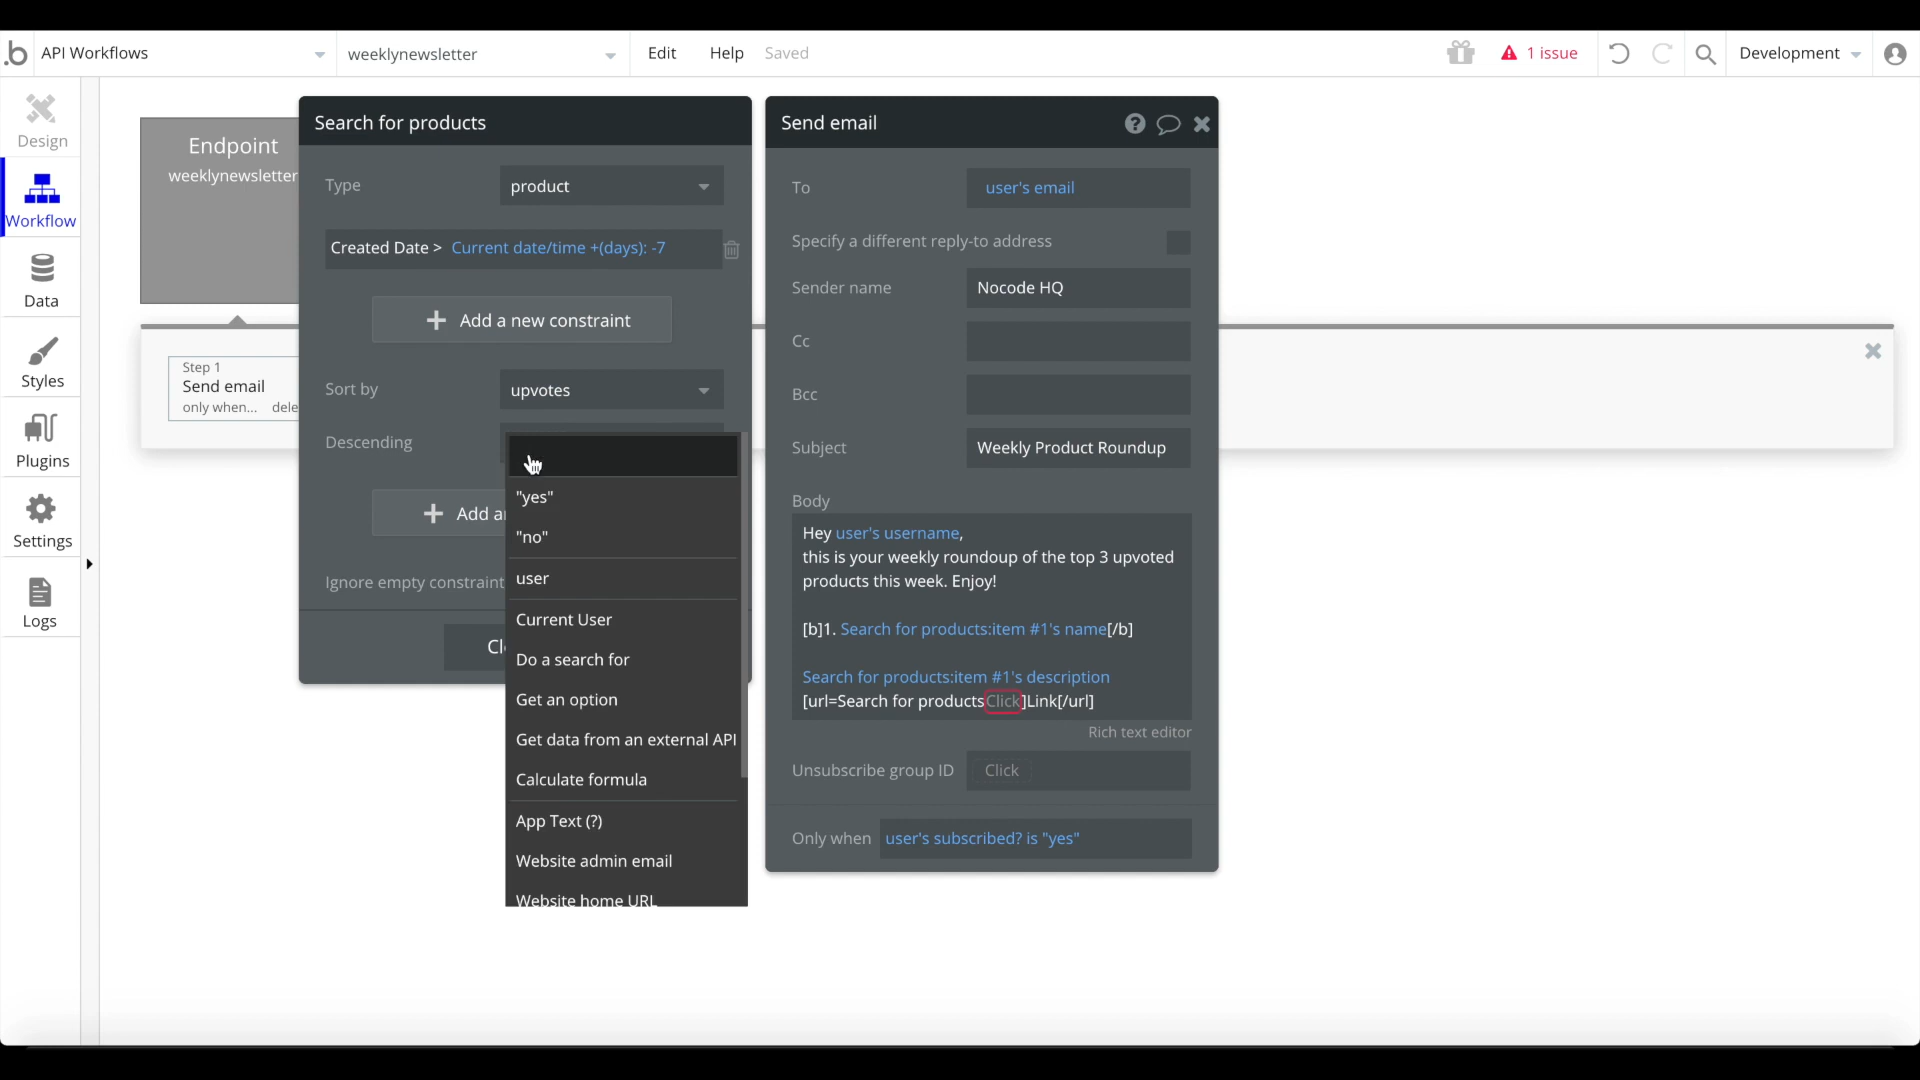 .b API Workflows weeklynewsletter Edit Help Saved 1 issue Development
Design
Workflow
Data
Styles
Plugins
Settings
Logs
Endpoint
weeklynewsletter
Step 1
Send email
only when... dele
Search for products
Type product
Created Date > Current date/time +(days): -7
Add a new constraint
Sort by upvotes
Descending
Add an
Ignore empty constraint
Cl
"yes"
"no"
user
Current User
Do a search for
Get an option
Get data from an external API
Calculate formula
App Text (?)
Website admin email
Website home URL
Send email
To user's email
Specify a different reply-to address
Sender name Nocode HQ
Cc
Bcc
Subject Weekly Product Roundup
Body
Hey user's username,
this is your weekly roundup of the top 3 upvoted
products this week. Enjoy!
[b]1. Search for products:item #1's name[/b]
Search for products:item #1's description
[url=Search for productsClick]Link[/url]
Rich text editor
Unsubscribe group ID Click
Only when user's subscribed? is "yes"